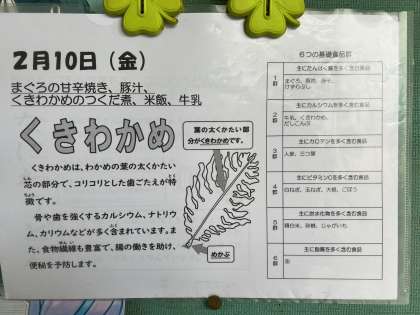 2月10日（金）
まぐろの甘辛焼き、豚汁、
くきわかめのつくだ煮、米飯、牛乳
くきわかめ
くきわかめは、わかめの葉の太くかたい
芯の部分で、コリコリとした歯ごたえが特
徴です。
骨や歯を強くするカルシウム、ナトリウ
ム、カリウムなどが多く含まれています。ま
た、食物繊維も豊富で、腸の働きを助け、
便秘を予防します。
葉の太くかたい部
分がくきわかめです。
めかぶ
6つの基礎食品群
1群
主にたんぱく質を多く含む食品
まぐろ、豚肉、みそ、
けずりぶし
2群
主にカルシウムを多く含む食品
牛乳、くきわかめ、
だしこんぶ
3群
主にカロテンを多く含む食品
人参、三つ葉
4群
主にビタミンCを多く含む食品
白ねぎ、玉ねぎ、大根、ごぼう
5群
主に炭水化物を多く含む食品
精白米、砂糖、じゃがいも
6群
主に脂質を多く含む食品
油